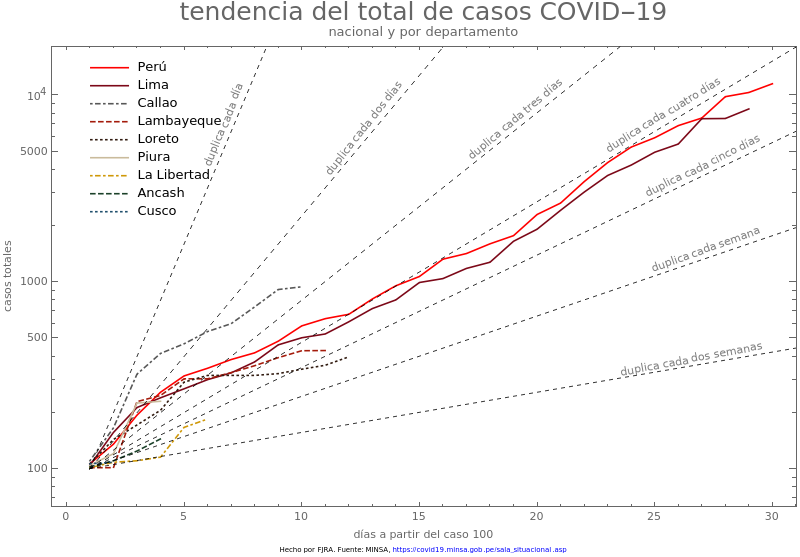 tendencia del total de casos COVID−19
nacional y por departamento
Perú
Lima
Callao
Lambayeque
Loreto
Piura
La Libertad
Ancash
Cusco
duplica cada día
duplica cada dos días
duplica cada tres días
duplica cada cuatro días
duplica cada cinco días
duplica cada semana
duplica cada dos semanas
casos totales
10⁴
5000
1000
500
100
0 5 10 15 20 25 30
días a partir del caso 100
Hecho por FJRA. Fuente: MINSA, https://covid19.minsa.gob.pe/sala_situacional.asp